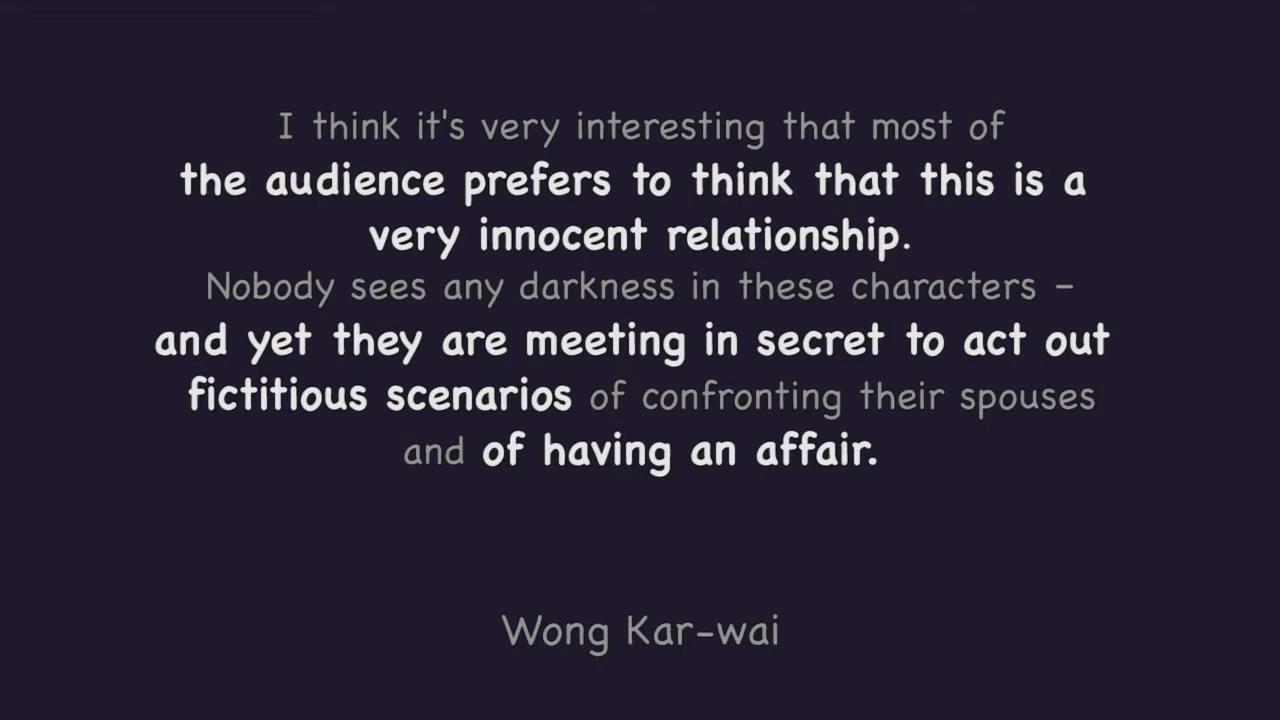 I think it's very interesting that most of
the audience prefers to think that this is a
very innocent relationship.
Nobody sees any darkness in these characters –
and yet they are meeting in secret to act out
fictitious scenarios of confronting their spouses
and of having an affair.
Wong Kar-wai